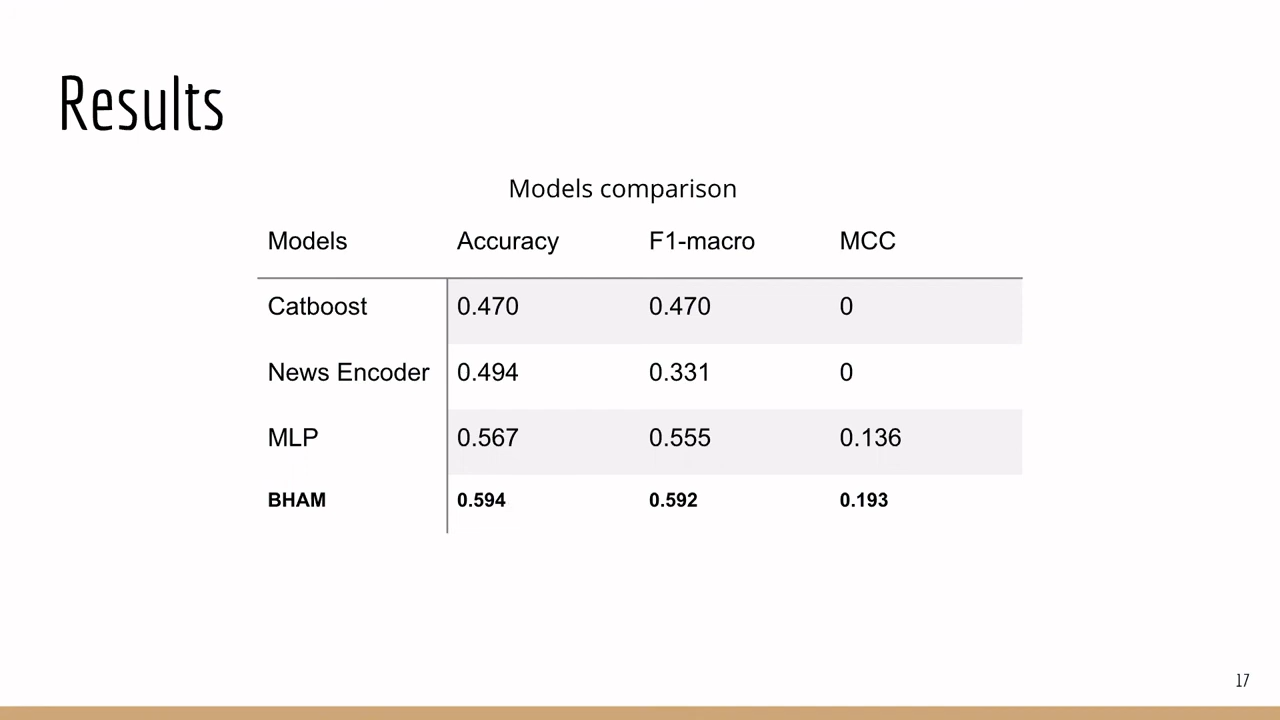 Results
Models comparison
Models Accuracy F1-macro MCC
Catboost 0.470 0.470 0
News Encoder 0.494 0.331 0
MLP 0.567 0.555 0.136
BHAM 0.594 0.592 0.193
17